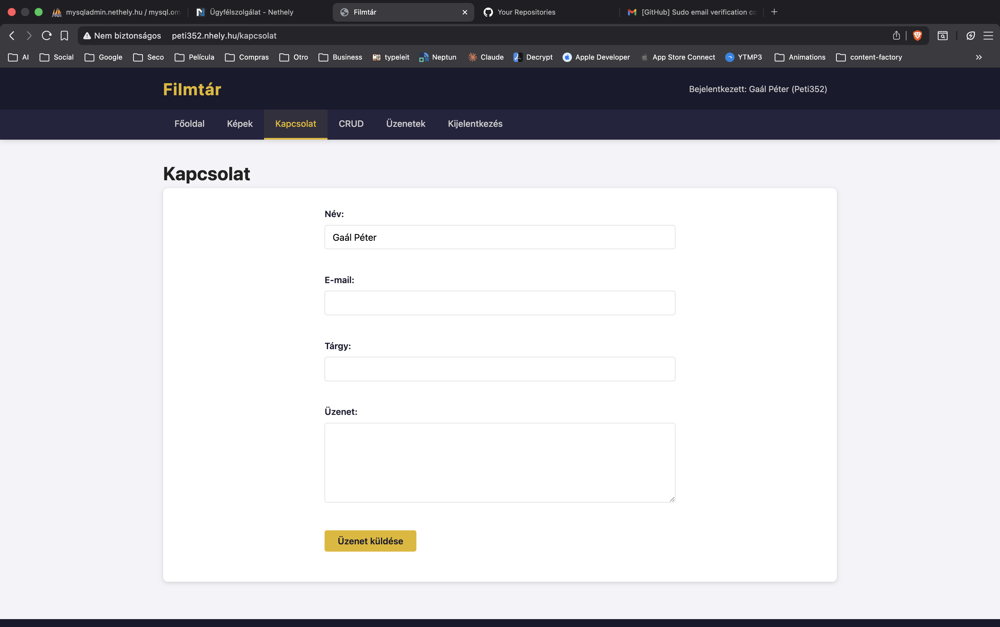 mysqladmin.nethely.hu / mysql.om
Ügyfélszolgálat - Nethely
Filmtár
Your Repositories
[GitHub] Sudo email verification co
Nem biztonságos peti352.nhely.hu/kapcsolat
AI Social Google Seco Película Compras Otro Business typeleit Neptun Claude Decrypt Apple Developer App Store Connect YTMP3 Animations content-factory
Filmtár
Bejelentkezett: Gaál Péter (Peti352)
Főoldal Képek Kapcsolat CRUD Üzenetek Kijelentkezés
Kapcsolat
Név:
Gaál Péter
E-mail:
Tárgy:
Üzenet:
Üzenet küldése